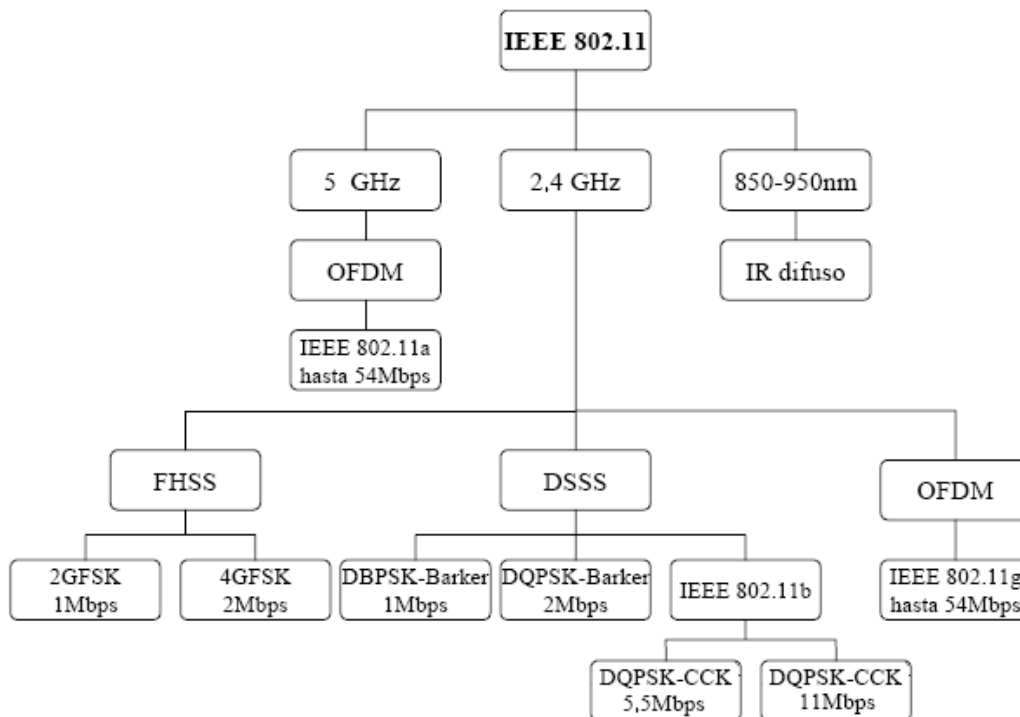 IEEE 802.11
5 GHz
2,4 GHz
850-950nm
OFDM
IR difuso
IEEE 802.11a
hasta 54Mbps
FHSS
DSSS
OFDM
2GFSK
1Mbps
4GFSK
2Mbps
DBPSK-Barker
1Mbps
DQPSK-Barker
2Mbps
IEEE 802.11b
IEEE 802.11g
hasta 54Mbps
DQPSK-CCK
5,5Mbps
DQPSK-CCK
11Mbps